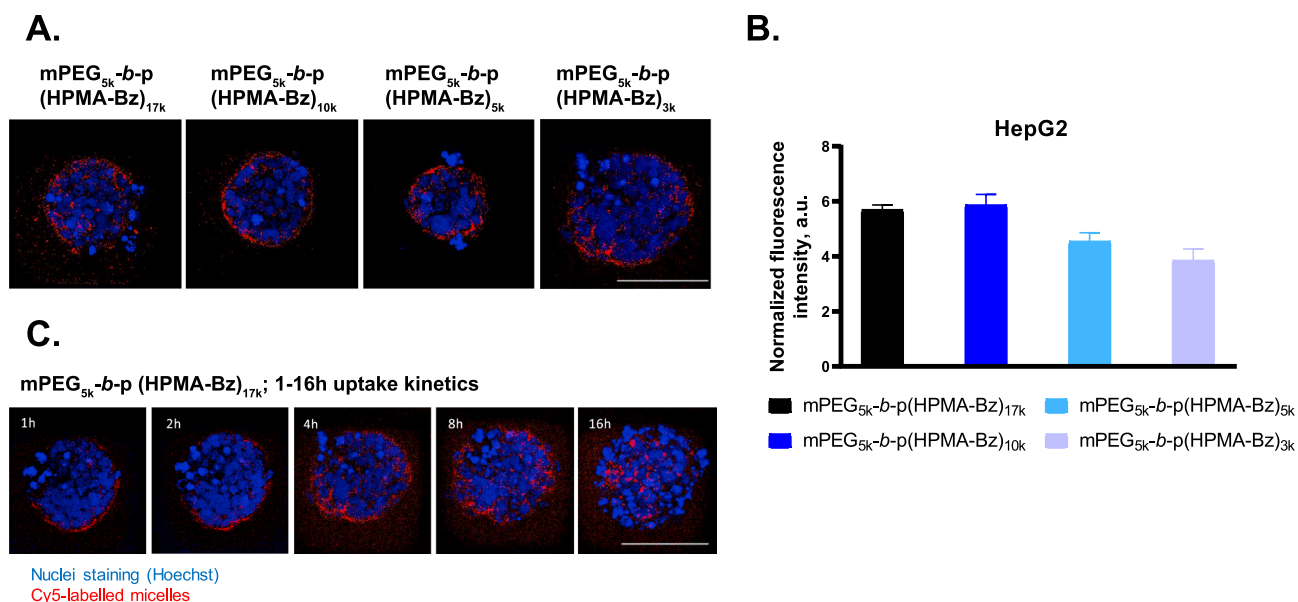 A.
mPEG5k-b-p (HPMA-Bz)17k
mPEG5k-b-p (HPMA-Bz)10k
mPEG5k-b-p (HPMA-Bz)5k
mPEG5k-b-p (HPMA-Bz)3k
B.
HepG2
Normalized fluorescence
intensity, a.u.
8
6
4
2
0
mPEG5k-b-p(HPMA-Bz)17k
mPEG5k-b-p(HPMA-Bz)5k
mPEG5k-b-p(HPMA-Bz)10k
mPEG5k-b-p(HPMA-Bz)3k
C.
mPEG5k-b-p (HPMA-Bz)17k; 1-16h uptake kinetics
1h
2h
4h
8h
16h
Nuclei staining (Hoechst)
Cy5-labelled micelles